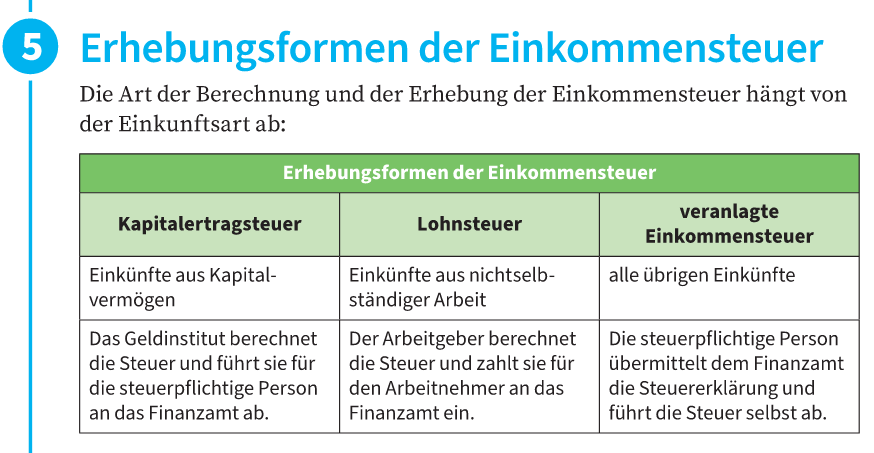 5 Erhebungsformen der Einkommensteuer
Die Art der Berechnung und der Erhebung der Einkommensteuer hängt von
der Einkunftsart ab:
Erhebungsformen der Einkommensteuer
Kapitalertragsteuer
Lohnsteuer
veranlagte
Einkommensteuer
Einkünfte aus Kapital-
vermögen
Einkünfte aus nichtselb-
ständiger Arbeit
alle übrigen Einkünfte
Das Geldinstitut berechnet
die Steuer und führt sie für
die steuerpflichtige Person
an das Finanzamt ab.
Der Arbeitgeber berechnet
die Steuer und zahlt sie für
den Arbeitnehmer an das
Finanzamt ein.
Die steuerpflichtige Person
übermittelt dem Finanzamt
die Steuererklärung und
führt die Steuer selbst ab.